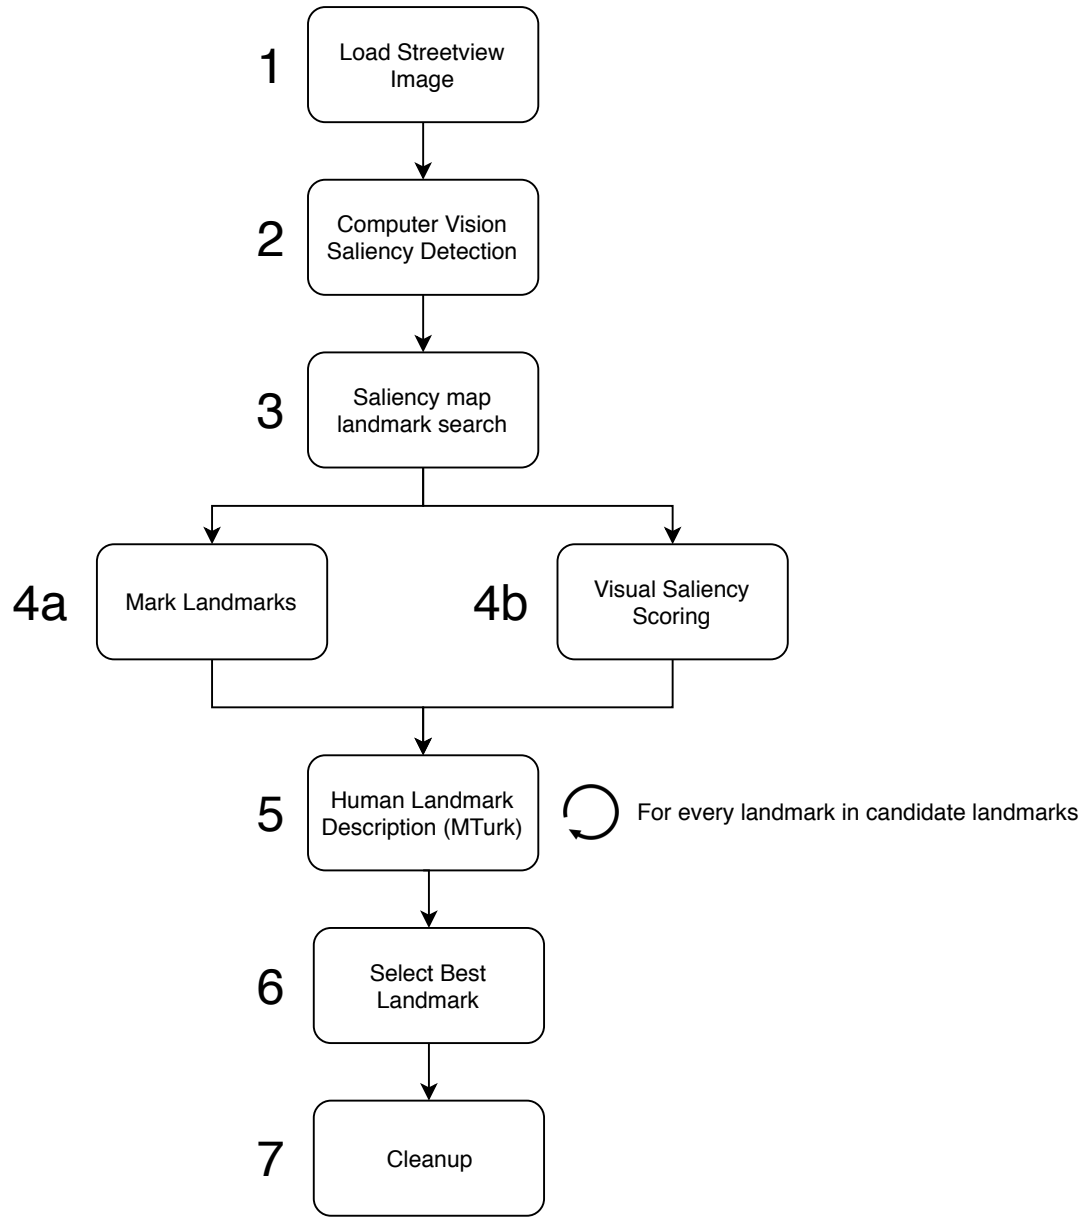 1
Load Streetview
Image
2
Computer Vision
Saliency Detection
3
Saliency map
landmark search
4a
Mark Landmarks
4b
Visual Saliency
Scoring
5
Human Landmark
Description (MTurk)
For every landmark in candidate landmarks
6
Select Best
Landmark
7
Cleanup